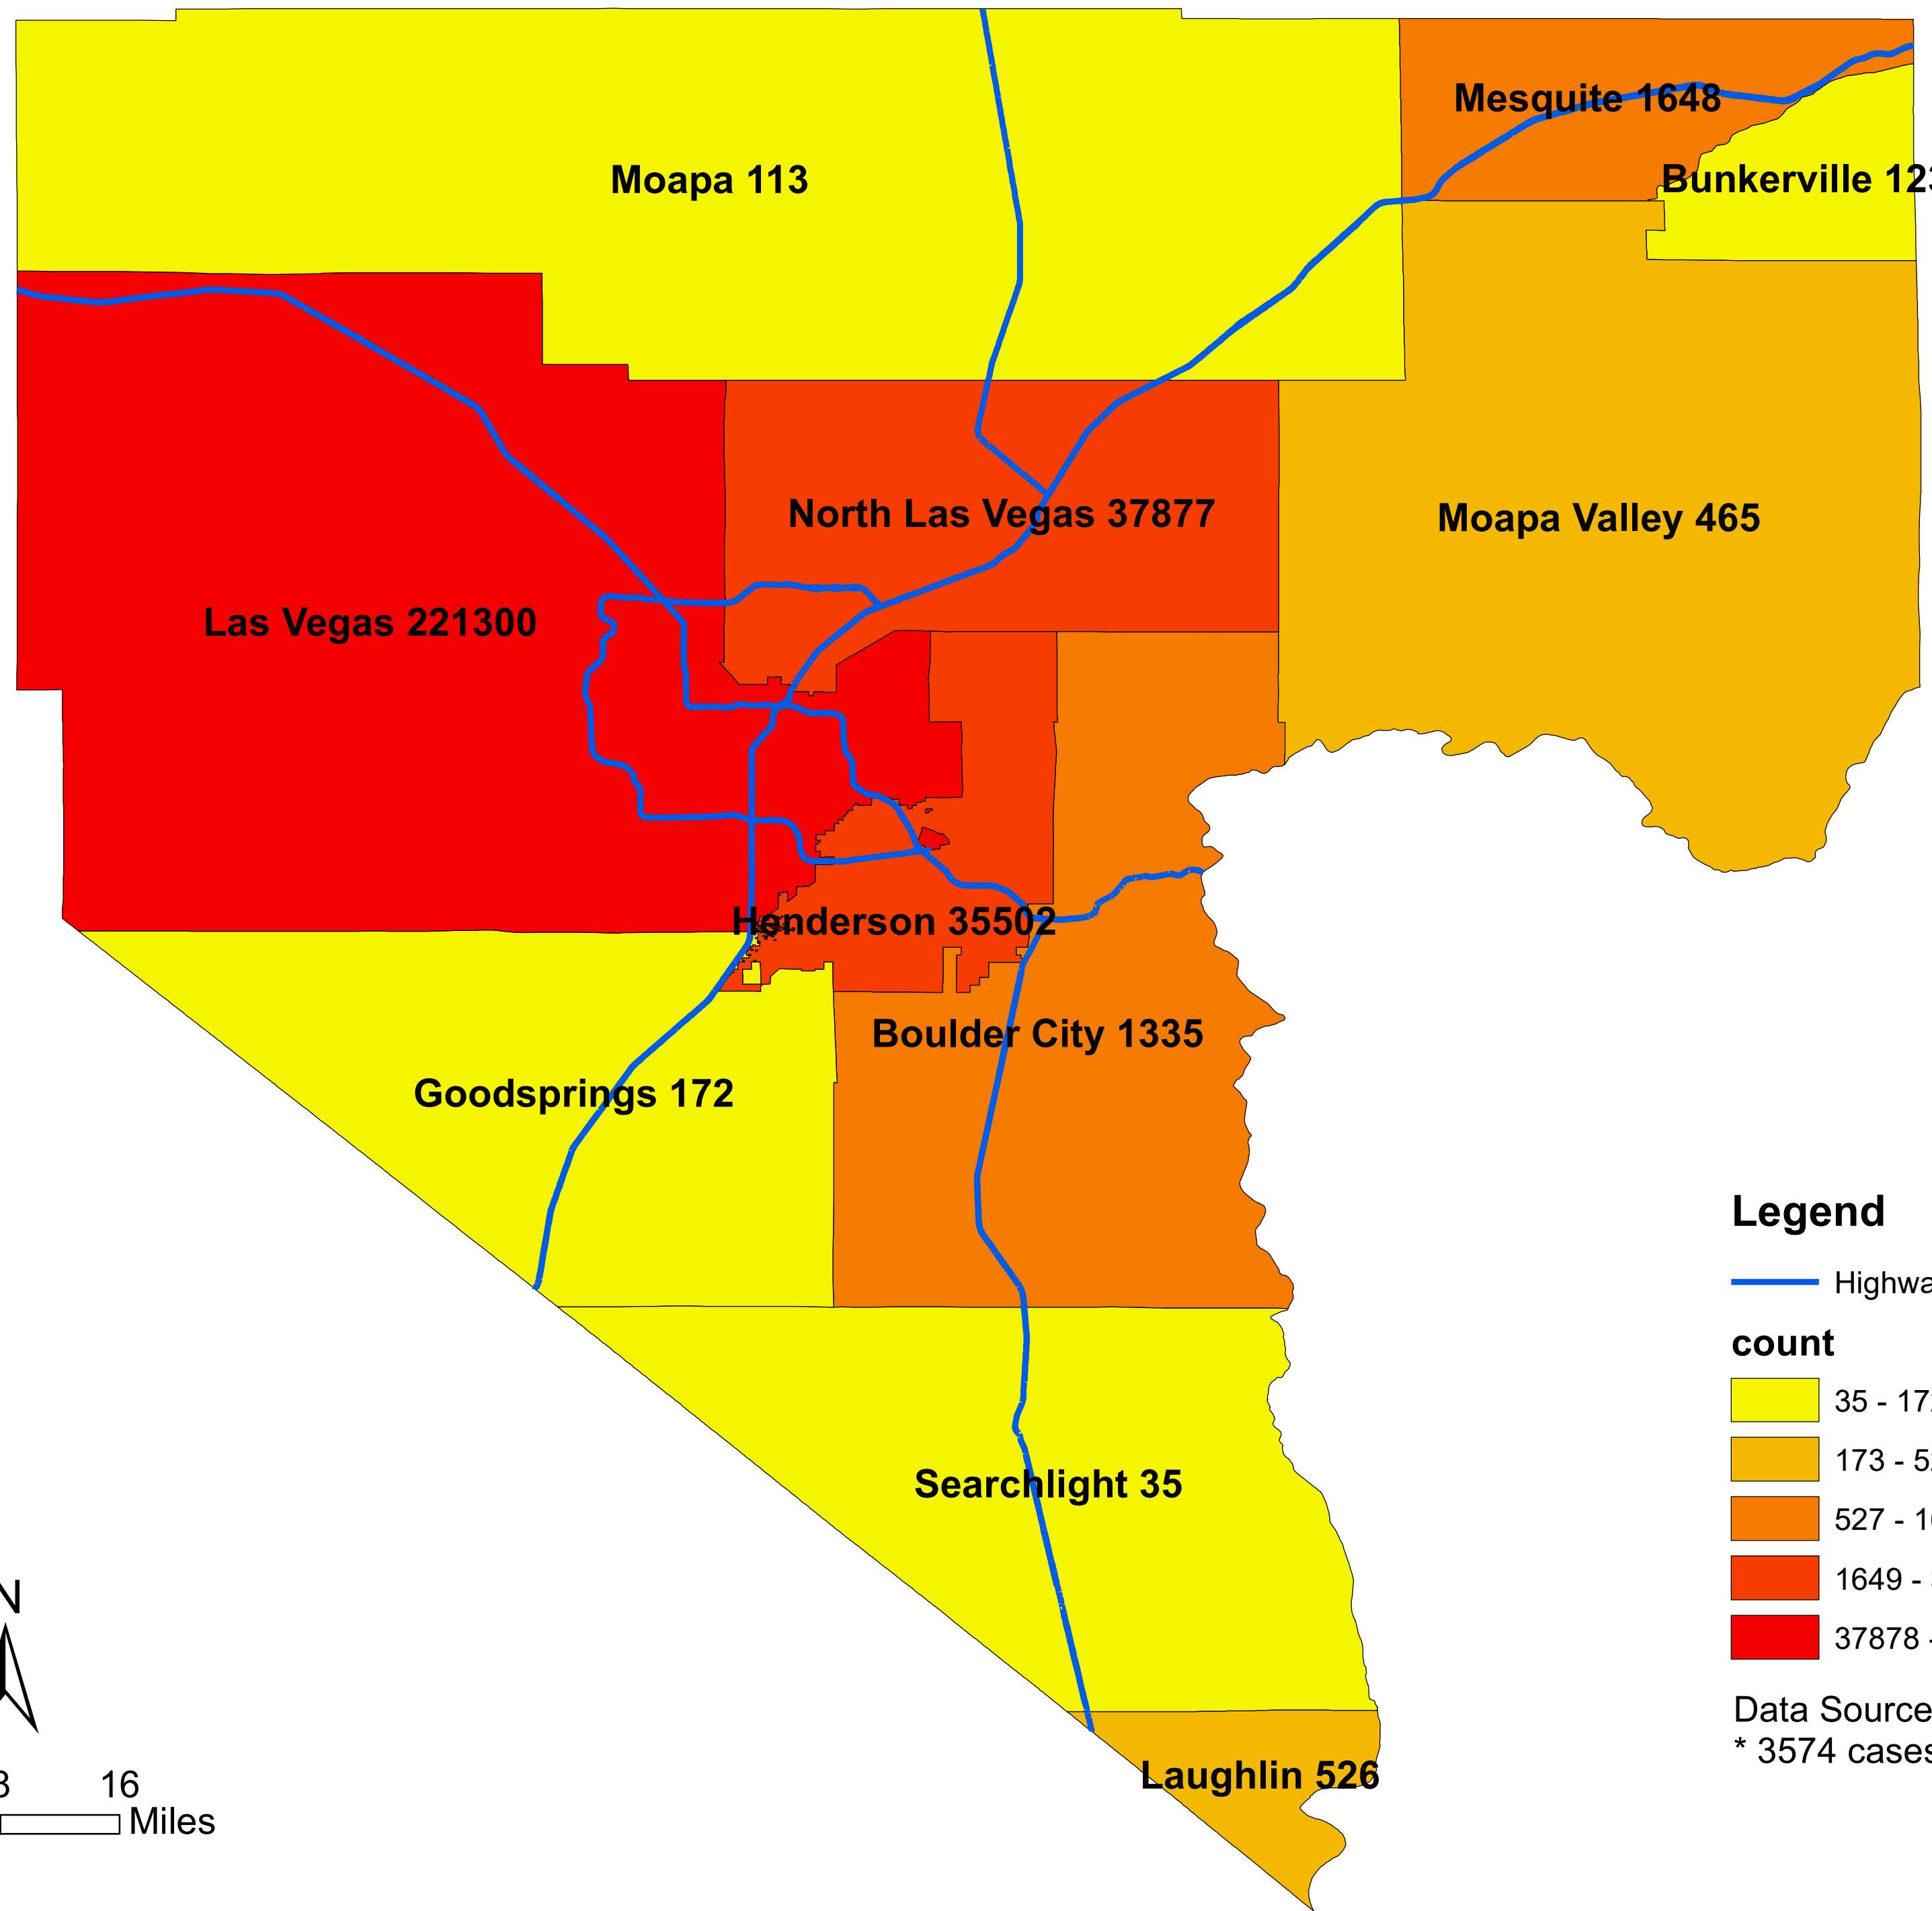 Mesquite 1648
Moapa 113
Bunkerville 123
North Las Vegas 37877
Moapa Valley 465
Las Vegas 221300
Henderson 35502
Boulder City 1335
Goodsprings 172
Searchlight 35
Laughlin 526
Legend
count
35 - 
173 - 
527 - 
1649 - 
37878 -
Data Source
* 3574 cases
N
16
Miles